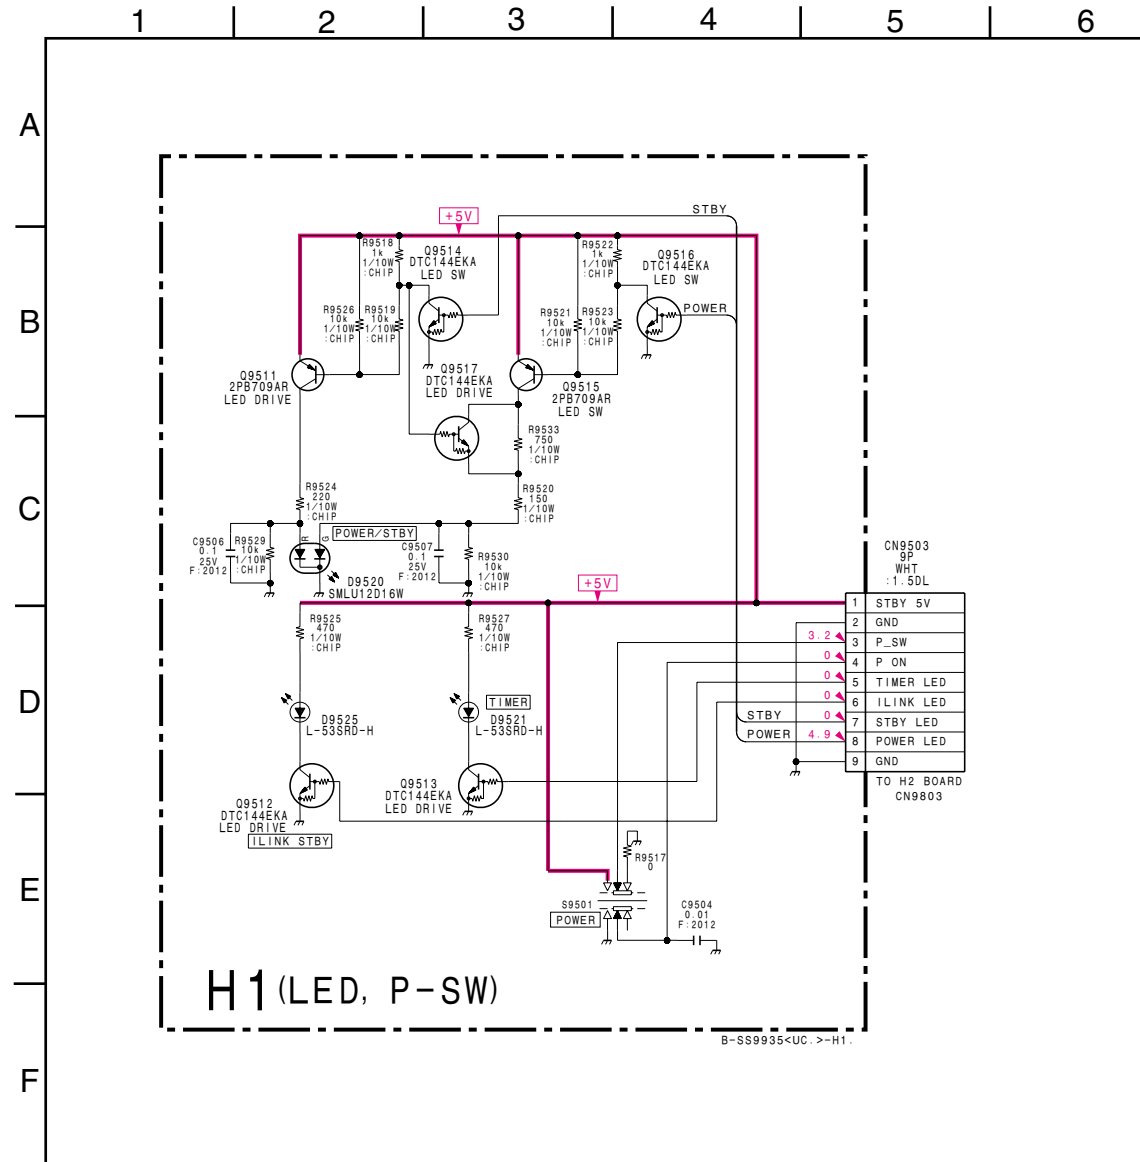 1 2 3 4 5 6
A
B
C
D
E
F
+5V
STBY
R9518
1k
1/10W
:CHIP
Q9514
DTC144EKA
LED SW
R9522
1k
1/10W
:CHIP
Q9516
DTC144EKA
LED SW
POWER
R9526
10k
1/10W
:CHIP
R9519
10k
1/10W
:CHIP
R9521
10k
1/10W
:CHIP
R9523
10k
1/10W
:CHIP
Q9511
2PB709AR
LED DRIVE
Q9517
DTC144EKA
LED DRIVE
Q9515
2PB709AR
LED SW
R9533
750
1/10W
:CHIP
R9524
220
1/10W
:CHIP
R9520
150
1/10W
:CHIP
C9506
0.1
25V
F:2012
R9529
10k
1/10W
:CHIP
R
G
POWER/STBY
D9520
SMLU12D16W
C9507
0.1
25V
F:2012
R9530
10k
1/10W
:CHIP
+5V
CN9503
9P
WHT
:1.5DL
1 STBY 5V
2 GND
3.2 3 P_SW
0 4 P ON
0 5 TIMER LED
0 6 ILINK LED
STBY 0 7 STBY LED
POWER 4.9 8 POWER LED
9 GND
TO H2 BOARD
CN9803
R9525
470
1/10W
:CHIP
R9527
470
1/10W
:CHIP
D9525
L-53SRD-H
TIMER
D9521
L-53SRD-H
Q9512
DTC144EKA
LED DRIVE
ILINK STBY
Q9513
DTC144EKA
LED DRIVE
R9517
0
S9501
POWER
C9504
0.01
F:2012
H1 (LED, P-SW)
B-SS9935<UC.>-H1.